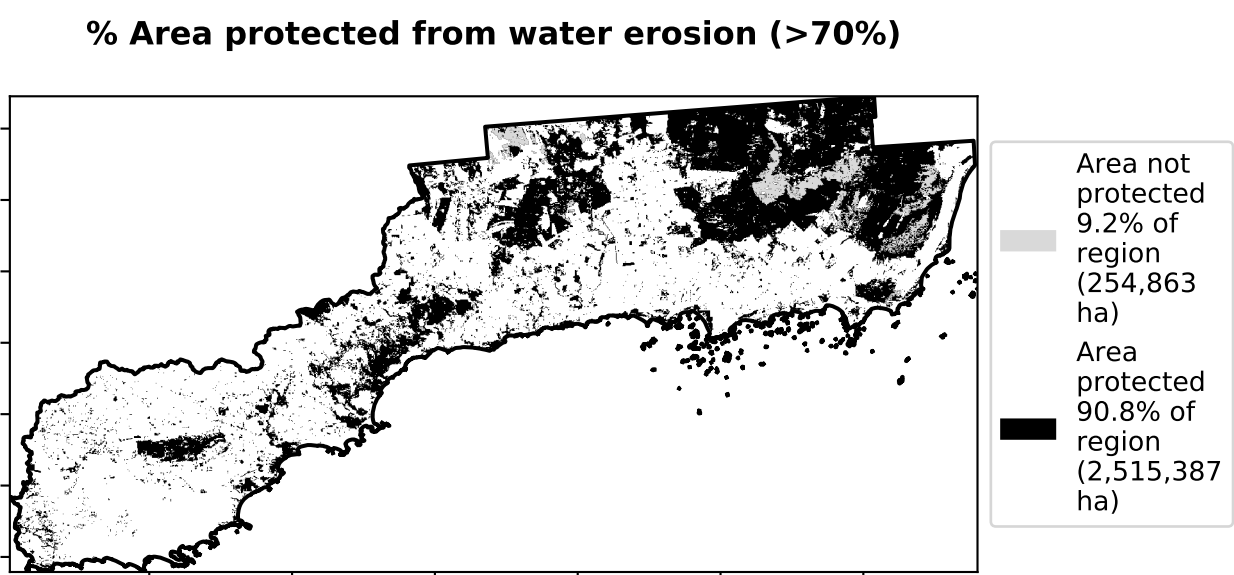 % Area protected from water erosion (>70%)
Area not
protected
9.2% of
region
(254,863
ha)
Area
protected
90.8% of
region
(2,515,387
ha)